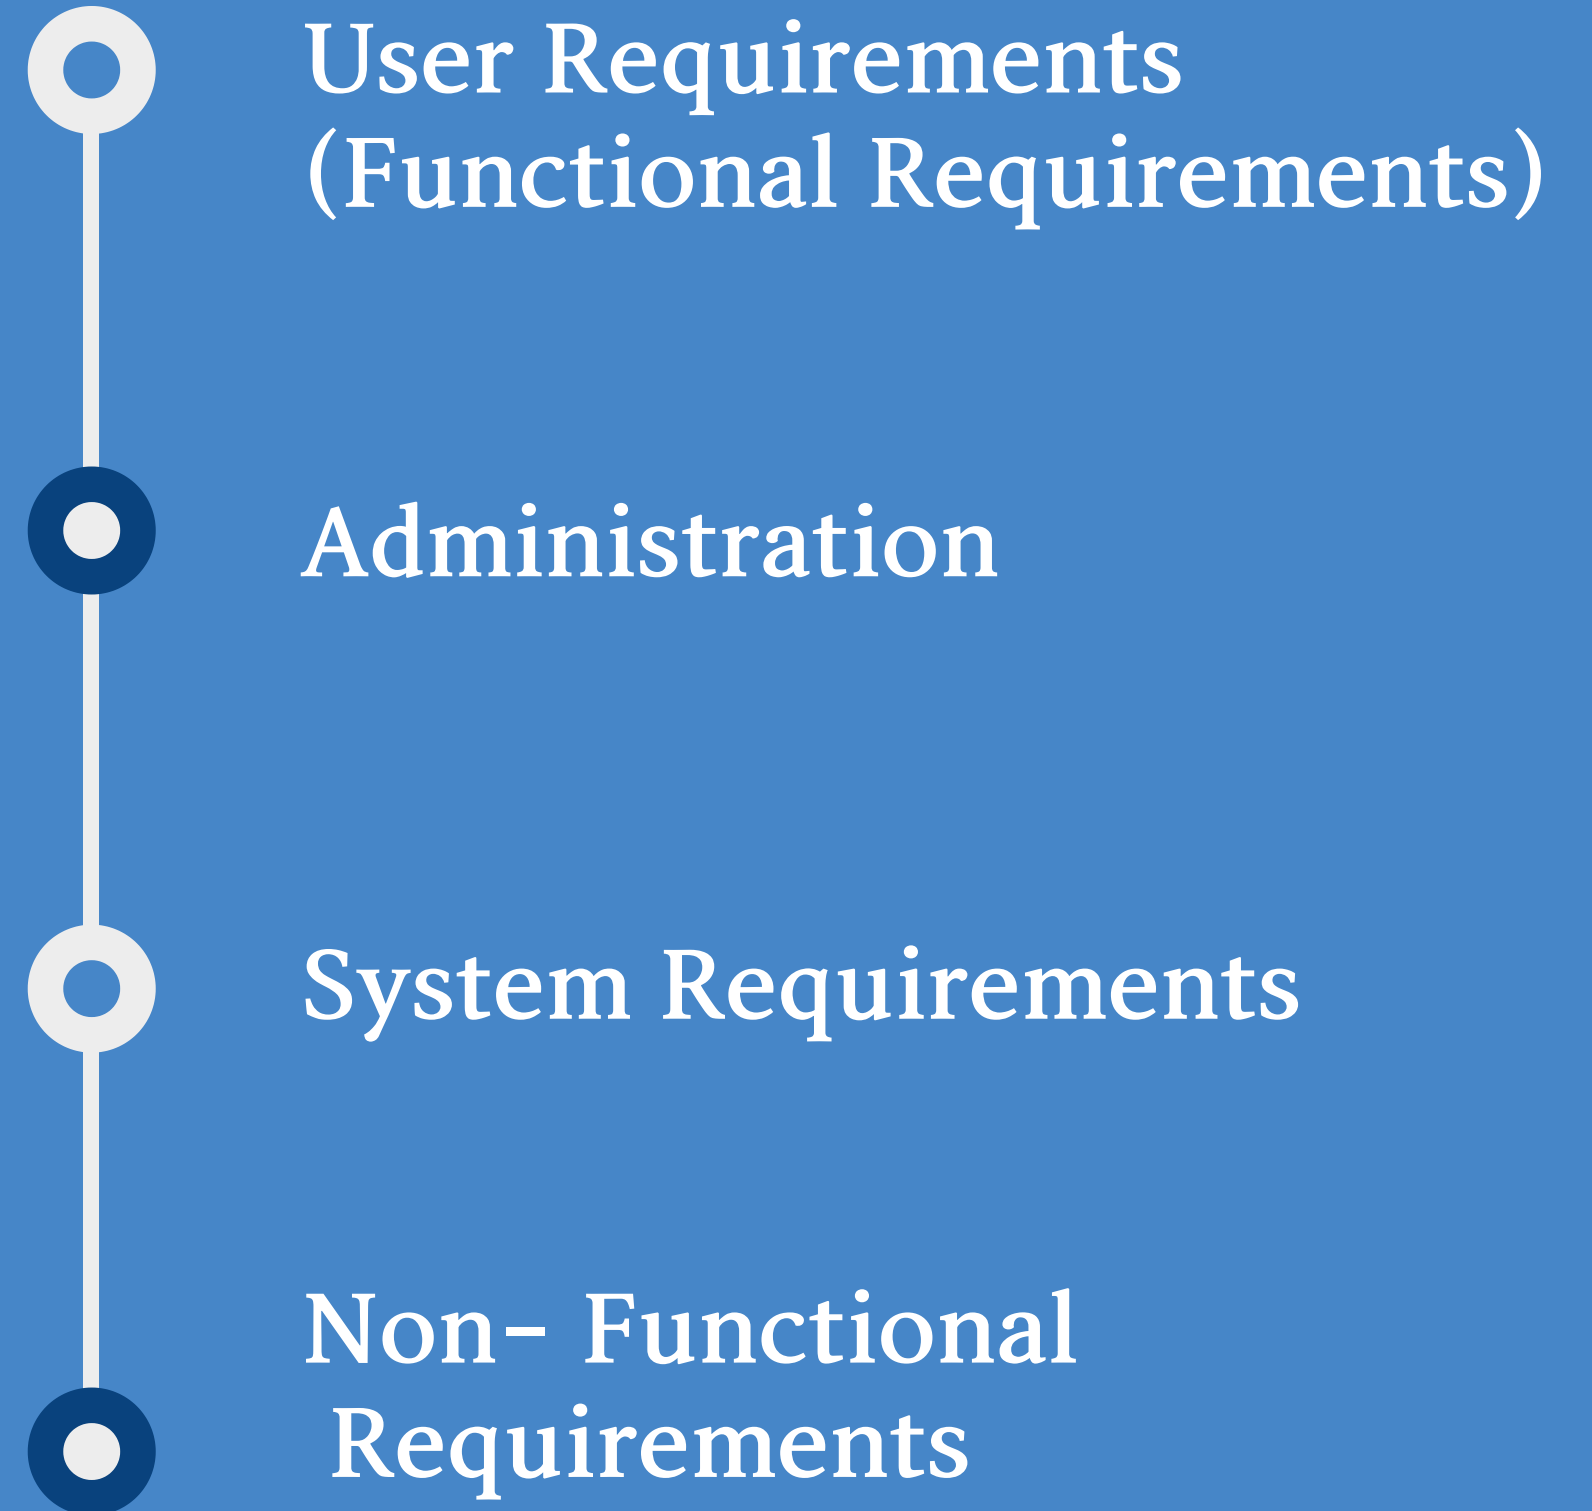 User Requirements
(Functional Requirements)
Administration
System Requirements
Non- Functional
Requirements